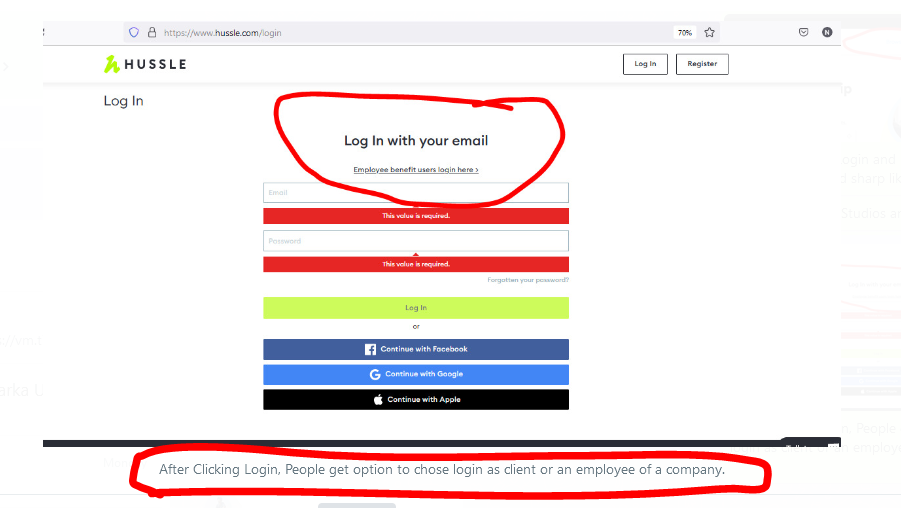 https://www.hussle.com/login
70%
N
HUSSLE
Log In
Register
Log In
Log In with your email
Employee benefit users login here >
Email
This value is required.
Password
This value is required.
Forgotten your password?
Log In
or
Continue with Facebook
Continue with Google
Continue with Apple
After Clicking Login, People get option to chose login as client or an employee of a company.